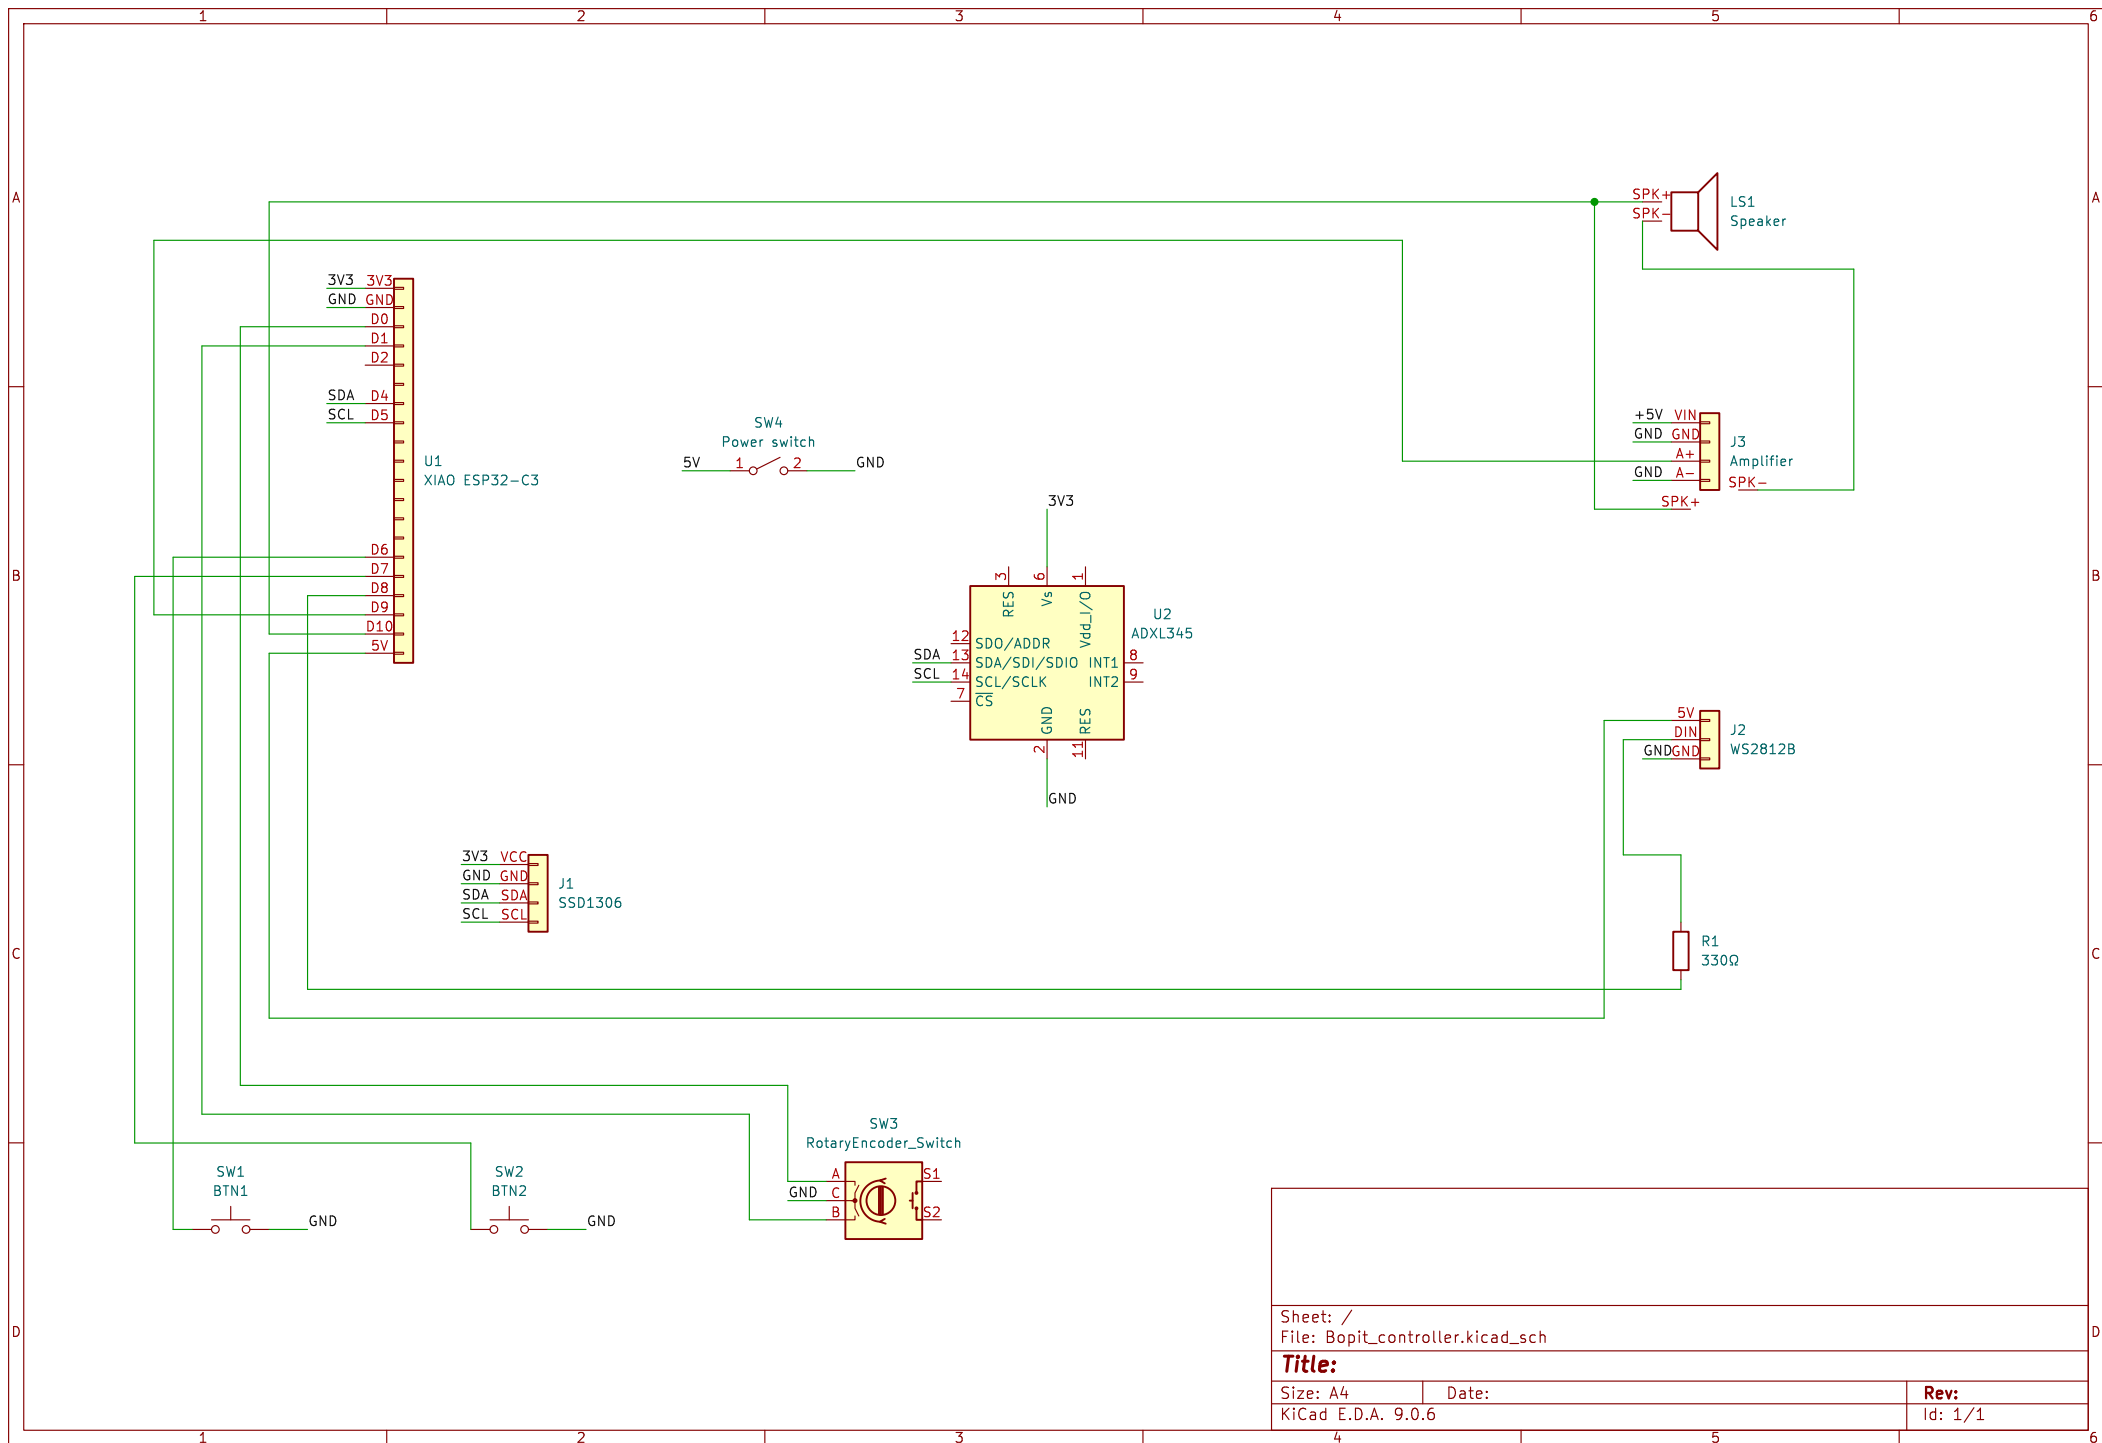 1 2 3 4 5 6
A A
SPK+
SPK-
LS1
Speaker
3V3 3V3
GND GND
D0
D1
D2
SDA D4
SCL D5
U1
XIAO ESP32-C3
D6
D7
D8
D9
D10
5V
SW4
Power switch
5V 1 2 GND
+5V VIN
GND GND
A+
GND A-
J3
Amplifier
SPK-
SPK+
B B
3V3
3 6 1
RES Vs Vdd_I/O
U2
ADXL345
12 SDO/ADDR
SDA 13 SDA/SDI/SDIO INT1 8
SCL 14 SCL/SCLK INT2 9
7 CS
GND RES
2 11
GND
5V
DIN
GND GND
J2
WS2812B
3V3 VCC
GND GND
SDA SDA
SCL SCL
J1
SSD1306
C C
R1
330Ω
SW3
RotaryEncoder_Switch
A S1
GND C
B S2
SW1
BTN1
GND
SW2
BTN2
GND
D D
Sheet: /
File: Bopit_controller.kicad_sch
Title:
Size: A4 Date: Rev:
KiCad E.D.A. 9.0.6 Id: 1/1
1 2 3 4 5 6